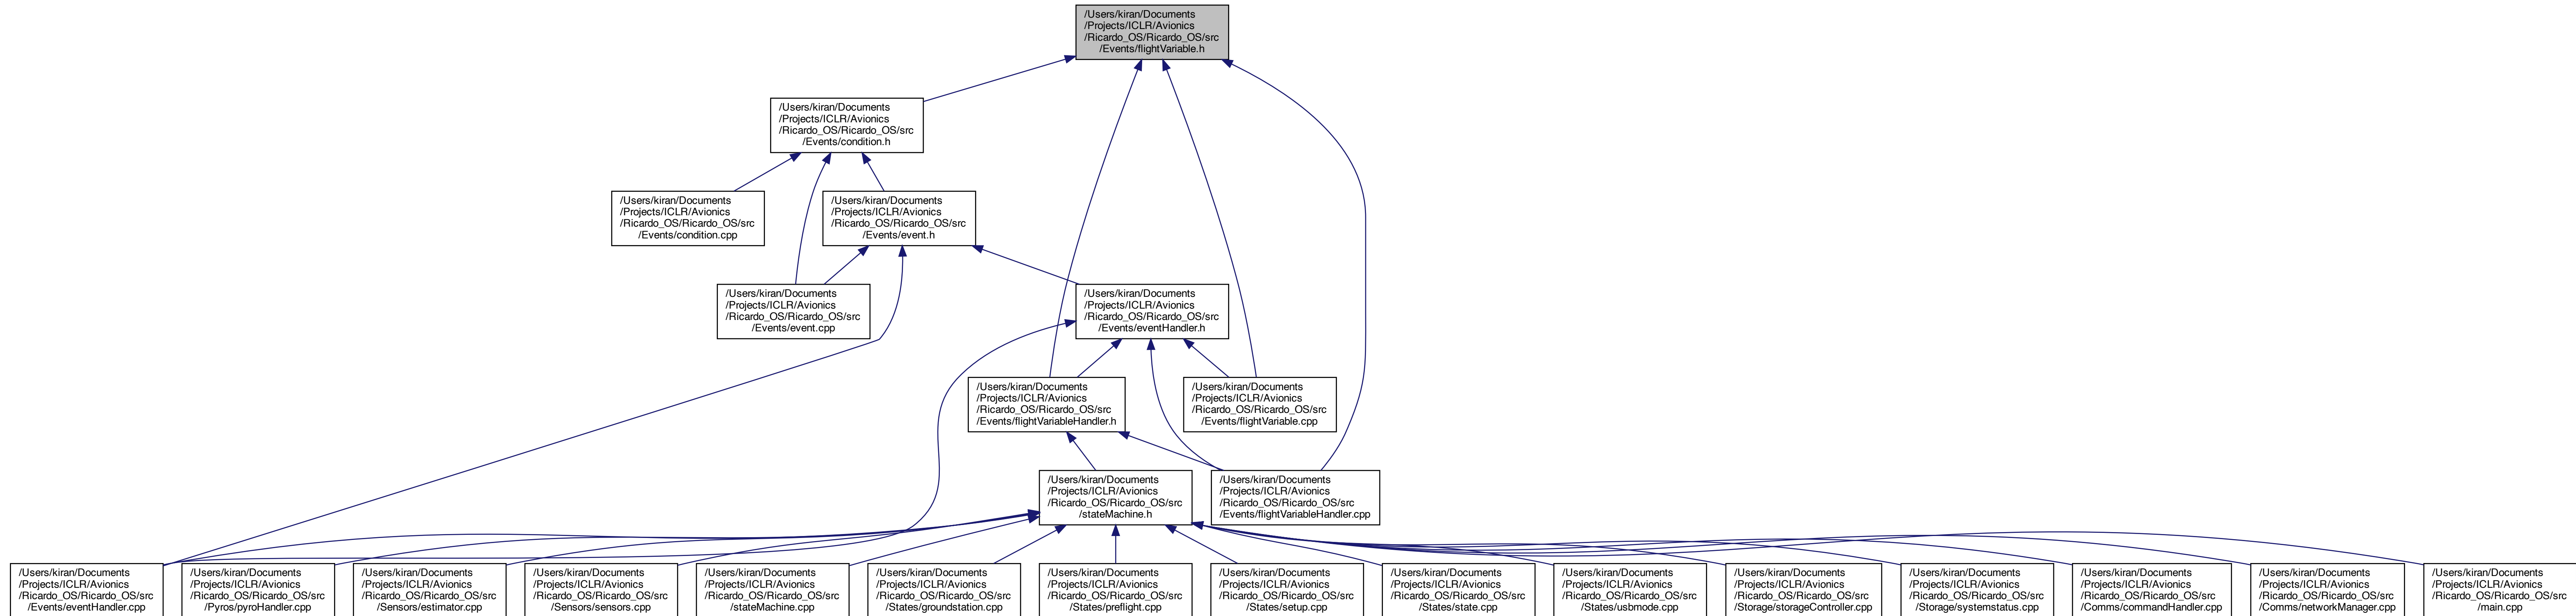 /Users/kiran/Documents
/Projects/ICLR/Avionics
/Ricardo_OS/Ricardo_OS/src
/Events/flightVariable.h
/Users/kiran/Documents
/Projects/ICLR/Avionics
/Ricardo_OS/Ricardo_OS/src
/Events/condition.h
/Users/kiran/Documents
/Projects/ICLR/Avionics
/Ricardo_OS/Ricardo_OS/src
/Events/condition.cpp
/Users/kiran/Documents
/Projects/ICLR/Avionics
/Ricardo_OS/Ricardo_OS/src
/Events/event.h
/Users/kiran/Documents
/Projects/ICLR/Avionics
/Ricardo_OS/Ricardo_OS/src
/Events/event.cpp
/Users/kiran/Documents
/Projects/ICLR/Avionics
/Ricardo_OS/Ricardo_OS/src
/Events/eventHandler.h
/Users/kiran/Documents
/Projects/ICLR/Avionics
/Ricardo_OS/Ricardo_OS/src
/Events/flightVariableHandler.h
/Users/kiran/Documents
/Projects/ICLR/Avionics
/Ricardo_OS/Ricardo_OS/src
/Events/flightVariable.cpp
/Users/kiran/Documents
/Projects/ICLR/Avionics
/Ricardo_OS/Ricardo_OS/src
/stateMachine.h
/Users/kiran/Documents
/Projects/ICLR/Avionics
/Ricardo_OS/Ricardo_OS/src
/Events/flightVariableHandler.cpp
/Users/kiran/Documents
/Projects/ICLR/Avionics
/Ricardo_OS/Ricardo_OS/src
/Events/eventHandler.cpp
/Users/kiran/Documents
/Projects/ICLR/Avionics
/Ricardo_OS/Ricardo_OS/src
/Pyros/pyroHandler.cpp
/Users/kiran/Documents
/Projects/ICLR/Avionics
/Ricardo_OS/Ricardo_OS/src
/Sensors/estimator.cpp
/Users/kiran/Documents
/Projects/ICLR/Avionics
/Ricardo_OS/Ricardo_OS/src
/Sensors/sensors.cpp
/Users/kiran/Documents
/Projects/ICLR/Avionics
/Ricardo_OS/Ricardo_OS/src
/stateMachine.cpp
/Users/kiran/Documents
/Projects/ICLR/Avionics
/Ricardo_OS/Ricardo_OS/src
/States/groundstation.cpp
/Users/kiran/Documents
/Projects/ICLR/Avionics
/Ricardo_OS/Ricardo_OS/src
/States/preflight.cpp
/Users/kiran/Documents
/Projects/ICLR/Avionics
/Ricardo_OS/Ricardo_OS/src
/States/setup.cpp
/Users/kiran/Documents
/Projects/ICLR/Avionics
/Ricardo_OS/Ricardo_OS/src
/States/state.cpp
/Users/kiran/Documents
/Projects/ICLR/Avionics
/Ricardo_OS/Ricardo_OS/src
/States/usbmode.cpp
/Users/kiran/Documents
/Projects/ICLR/Avionics
/Ricardo_OS/Ricardo_OS/src
/Storage/storageController.cpp
/Users/kiran/Documents
/Projects/ICLR/Avionics
/Ricardo_OS/Ricardo_OS/src
/Storage/systemstatus.cpp
/Users/kiran/Documents
/Projects/ICLR/Avionics
/Ricardo_OS/Ricardo_OS/src
/Comms/commandHandler.cpp
/Users/kiran/Documents
/Projects/ICLR/Avionics
/Ricardo_OS/Ricardo_OS/src
/Comms/networkManager.cpp
/Users/kiran/Documents
/Projects/ICLR/Avionics
/Ricardo_OS/Ricardo_OS/src
/main.cpp